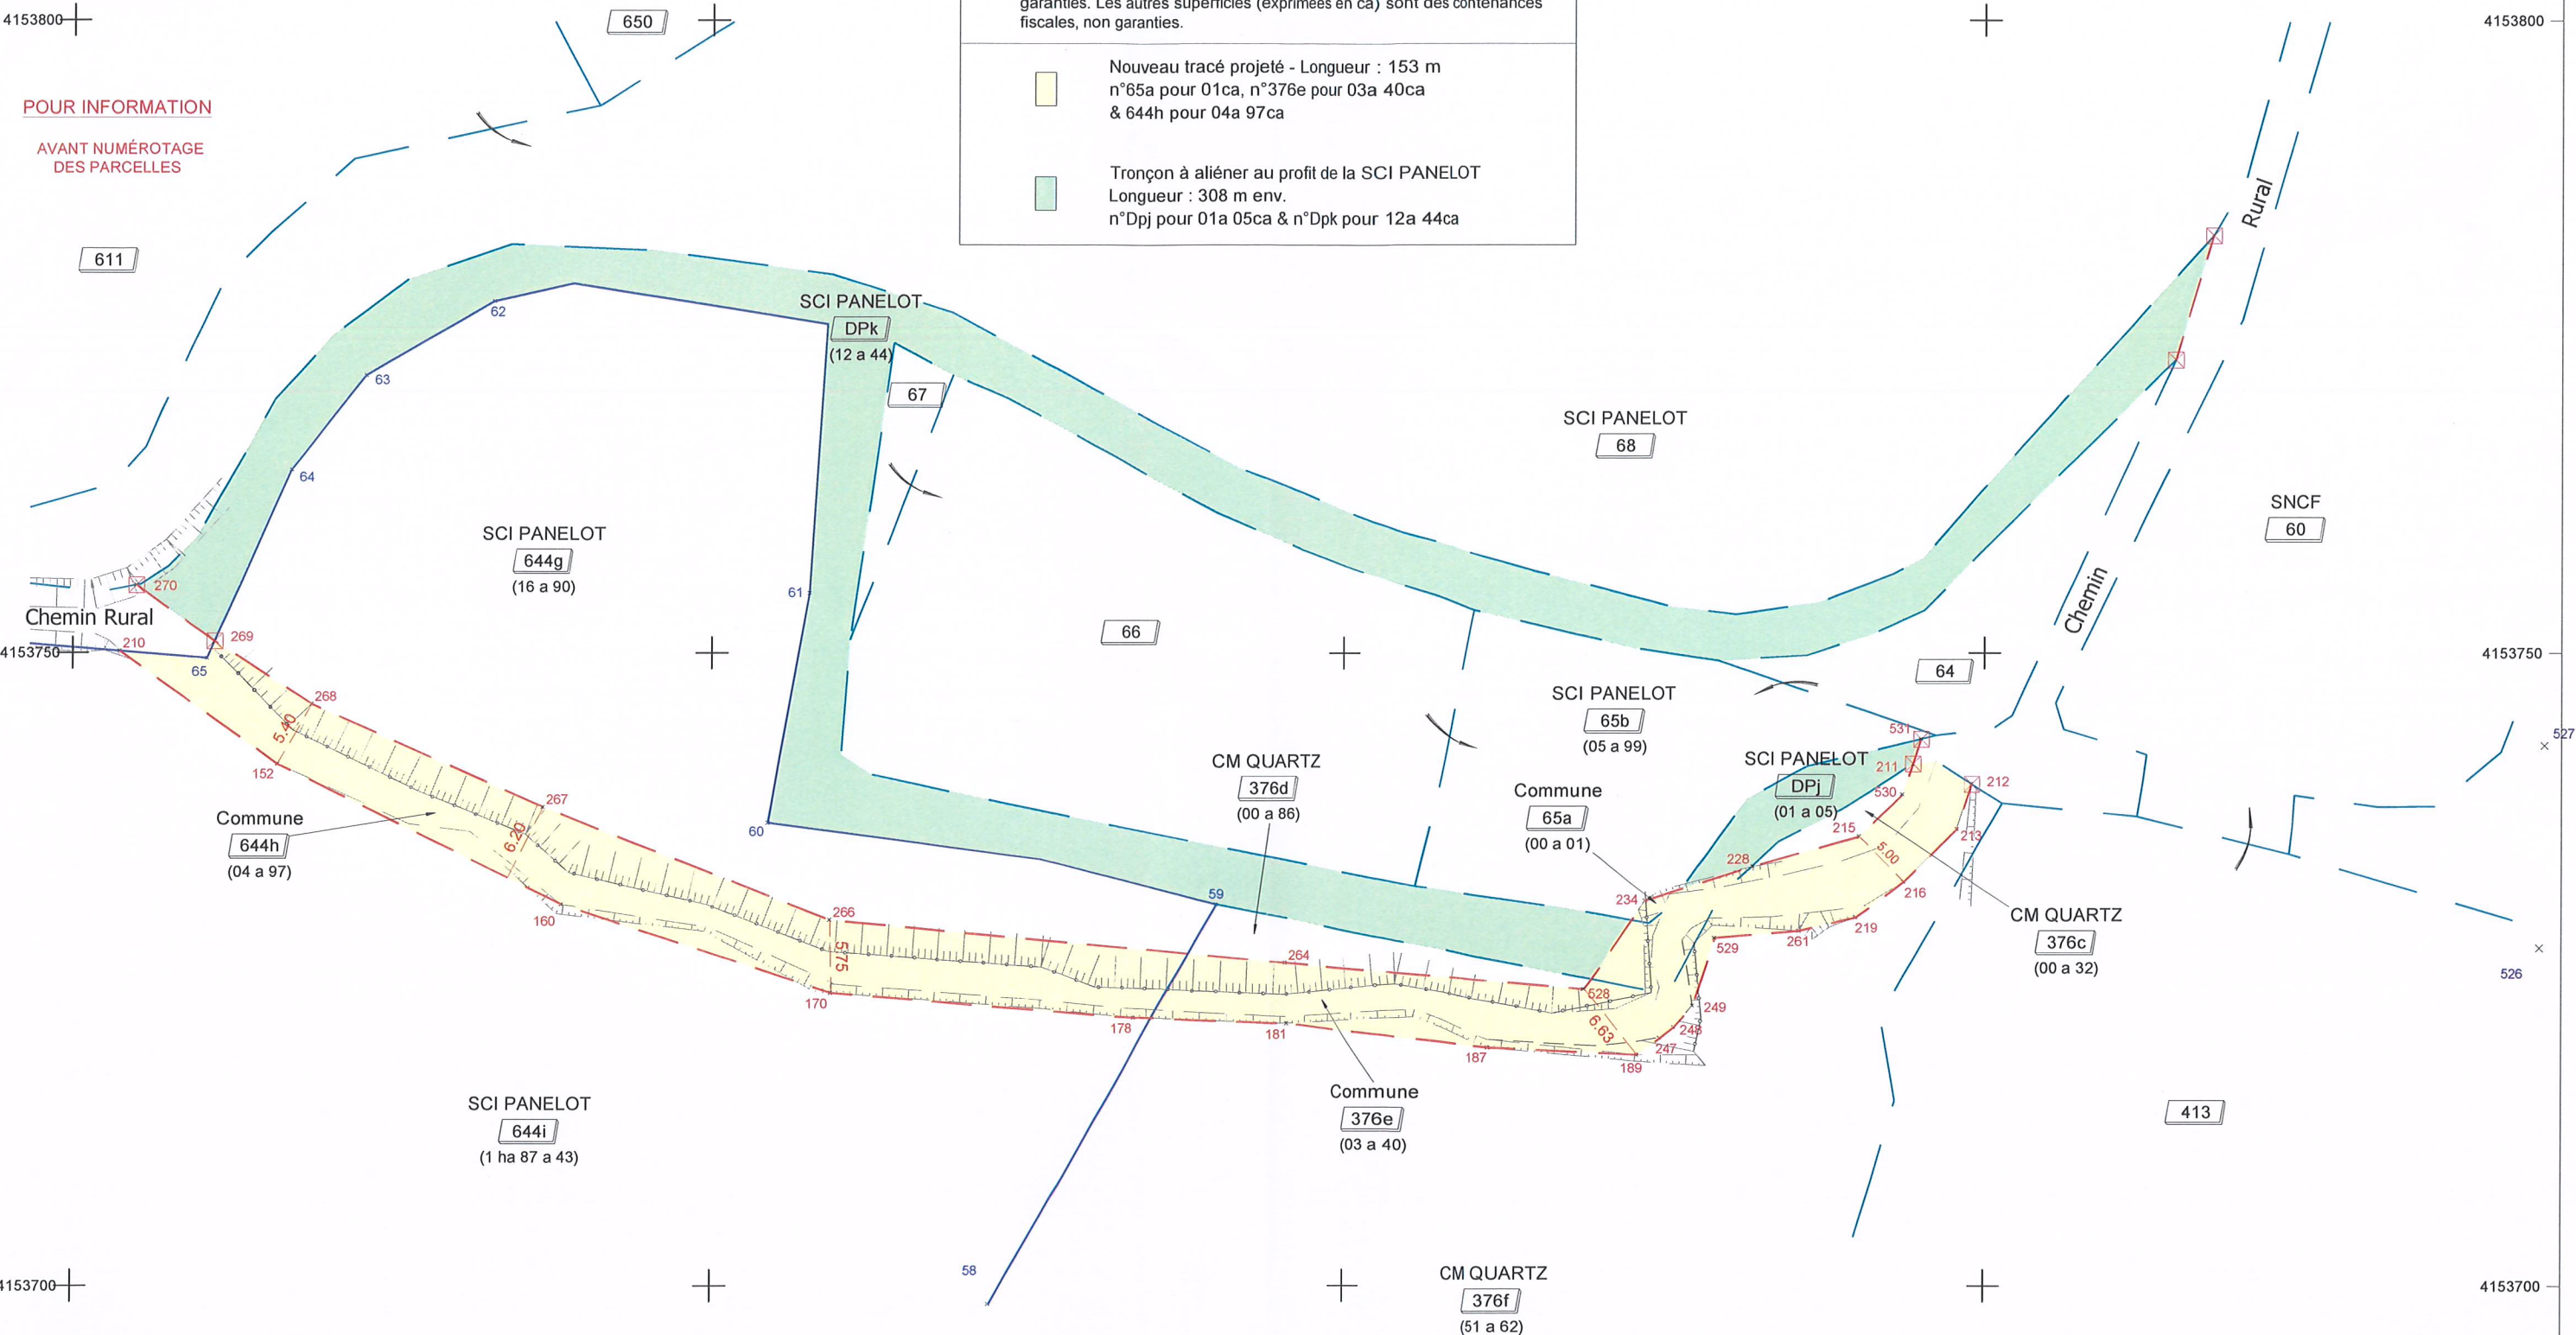 4153800
650
garanties. Les autres superficies (exprimées en ca) sont des contenances
fiscales, non garanties.
4153800
POUR INFORMATION
AVANT NUMÉROTAGE
DES PARCELLES
Nouveau tracé projeté - Longueur : 153 m
n°65a pour 01ca, n°376e pour 03a 40ca
& 644h pour 04a 97ca
Tronçon à aliéner au profit de la SCI PANELOT
Longueur : 308 m env.
n°Dpj pour 01a 05ca & n°Dpk pour 12a 44ca
Rural
611
62
SCI PANELOT
DPk
(12 a 44)
63
67
SCI PANELOT
68
64
SCI PANELOT
644g
(16 a 90)
SNCF
60
270
61
Chemin Rural
Chemin
210
269
66
4153750
65
4153750
64
268
SCI PANELOT
65b
(05 a 99)
5.40
152
531
527
SCI PANELOT
DPj
(01 a 05)
211
212
CM QUARTZ
376d
(00 a 86)
530
Commune
65a
(00 a 01)
267
Commune
644h
(04 a 97)
6.20
60
215
213
5.00
228
216
59
234
266
160
219
CM QUARTZ
376c
(00 a 32)
261
529
5.75
264
526
170
528
249
178
181
6.63
248
247
187
189
Commune
376e
(03 a 40)
SCI PANELOT
644i
(1 ha 87 a 43)
413
58
4153700
CM QUARTZ
376f
(51 a 62)
4153700